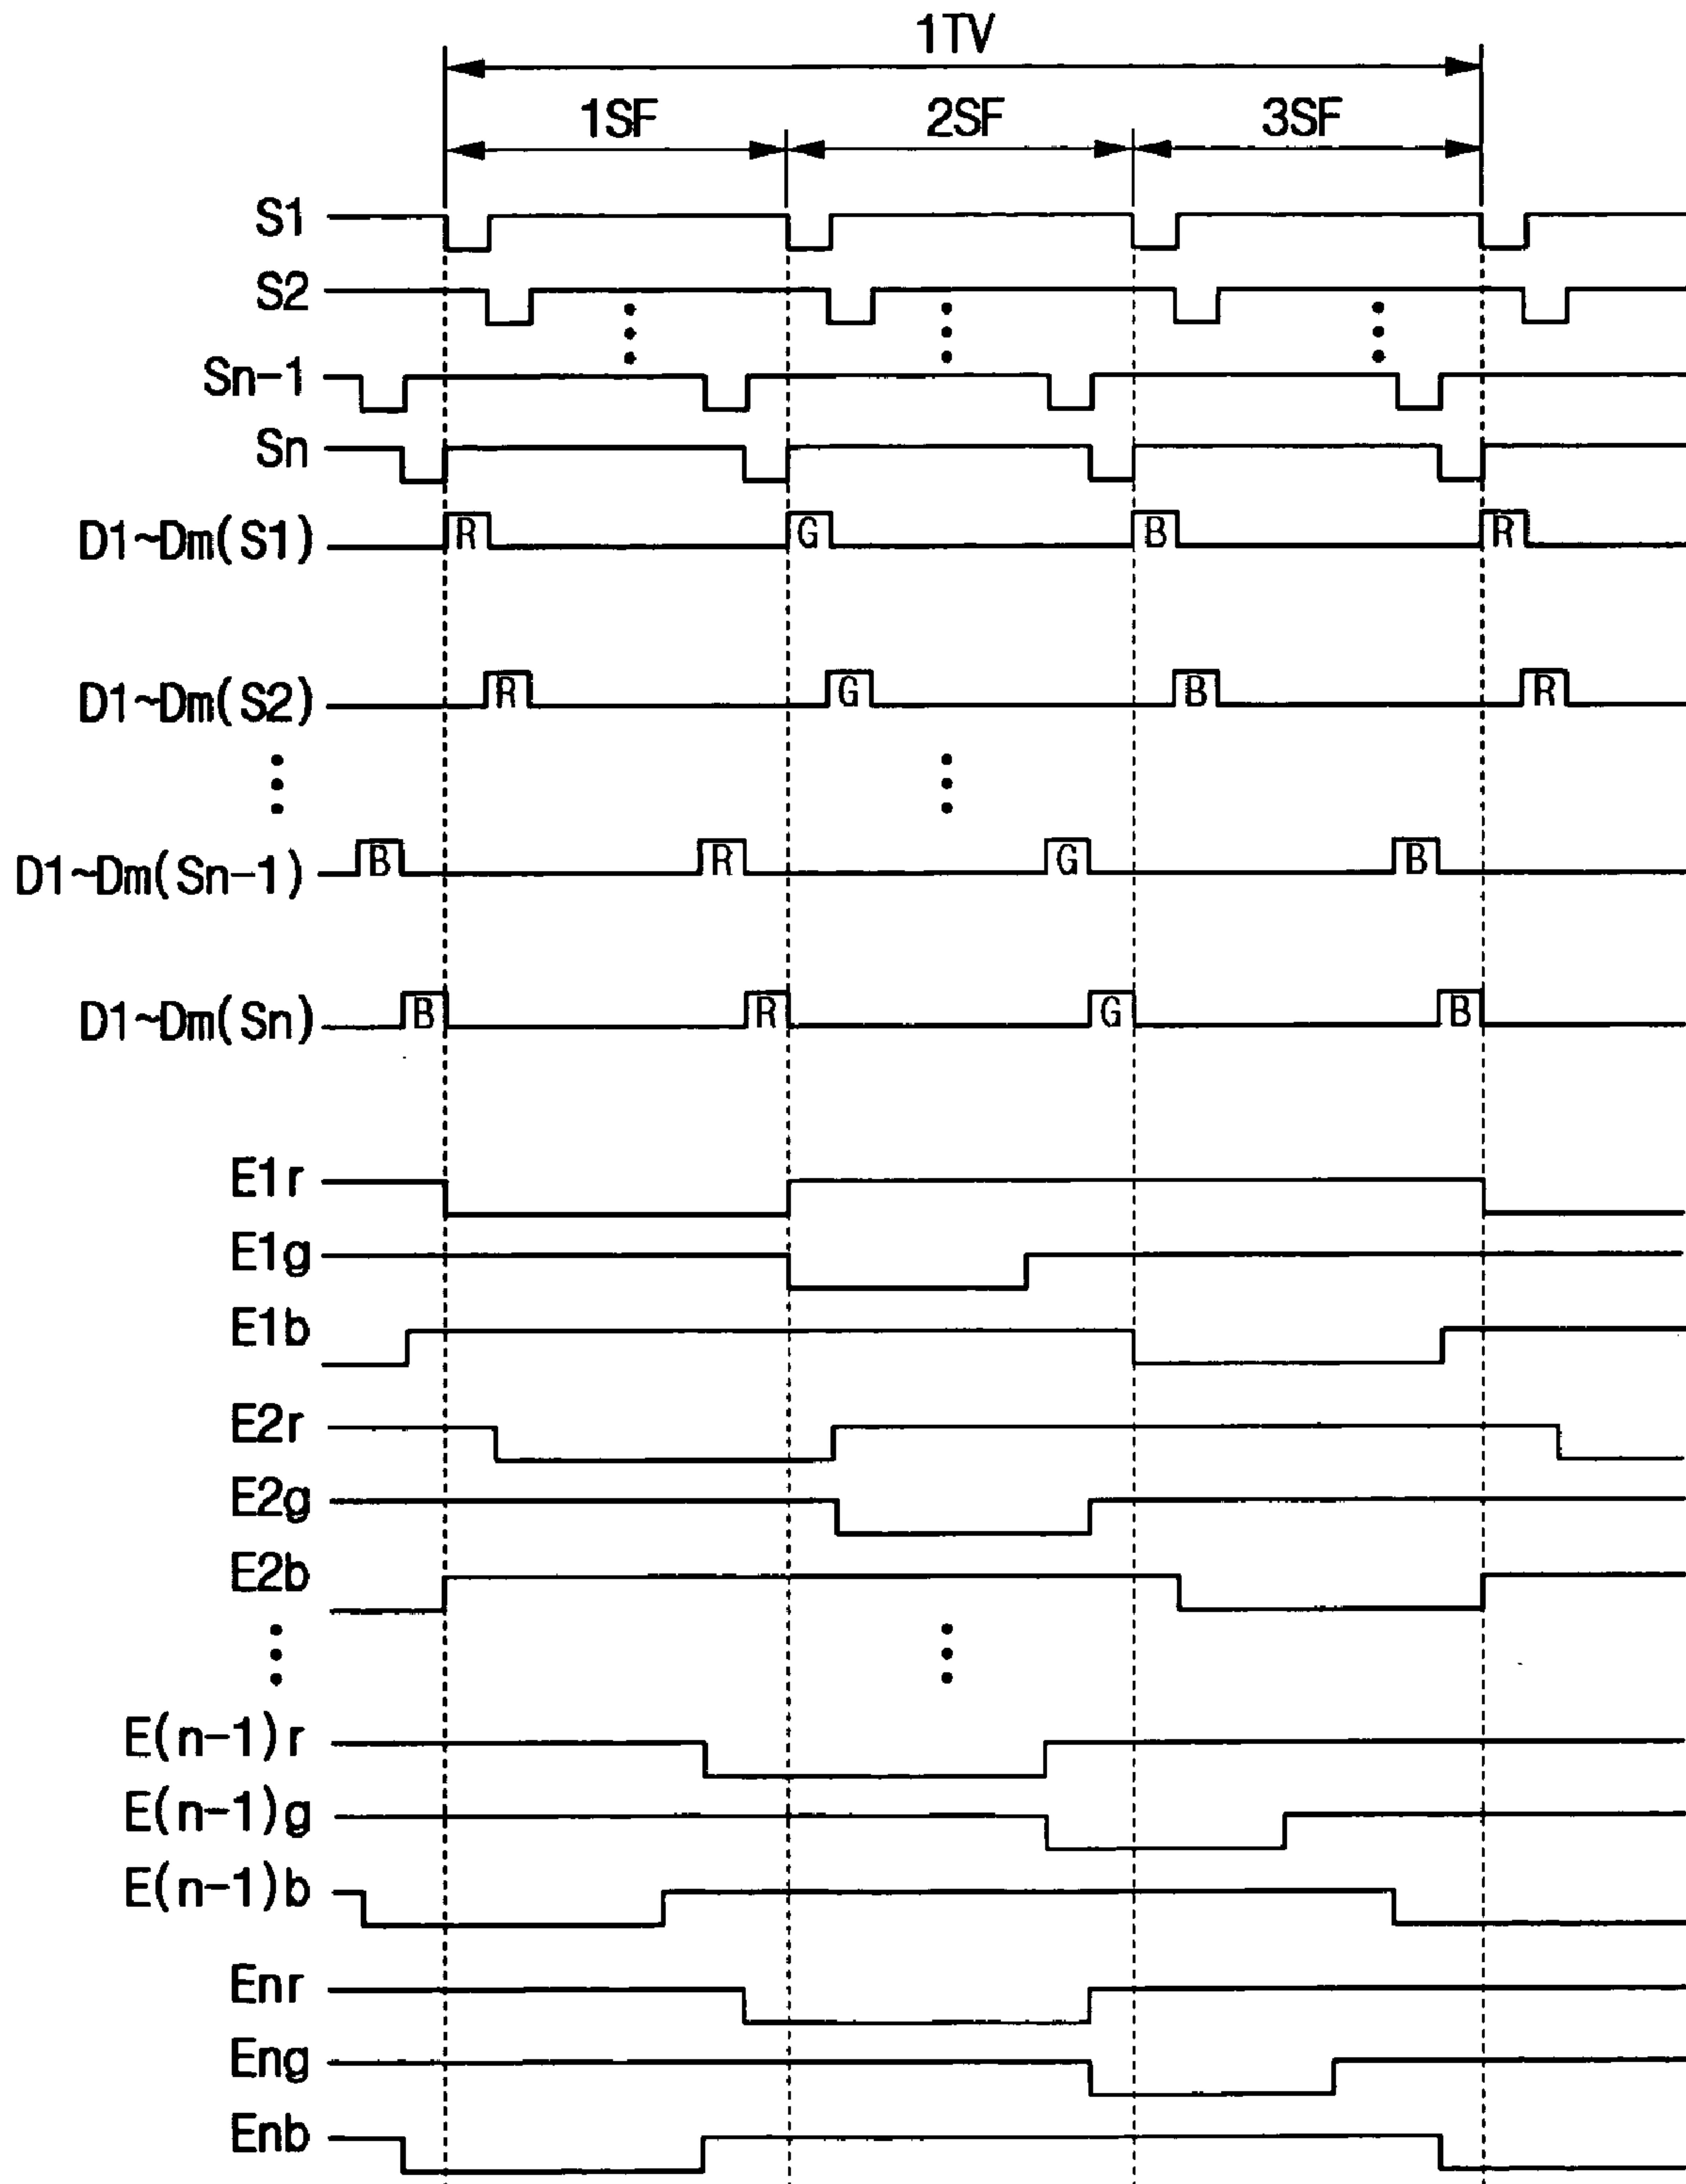 1TV
1SF 2SF 3SF
S1
S2
Sn-1
Sn
D1~Dm(S1) R G B R
D1~Dm(S2) R G B R
D1~Dm(Sn-1) B R G B
D1~Dm(Sn) B R G B
E1r
E1g
E1b
E2r
E2g
E2b
E(n-1)r
E(n-1)g
E(n-1)b
Enr
Eng
Enb